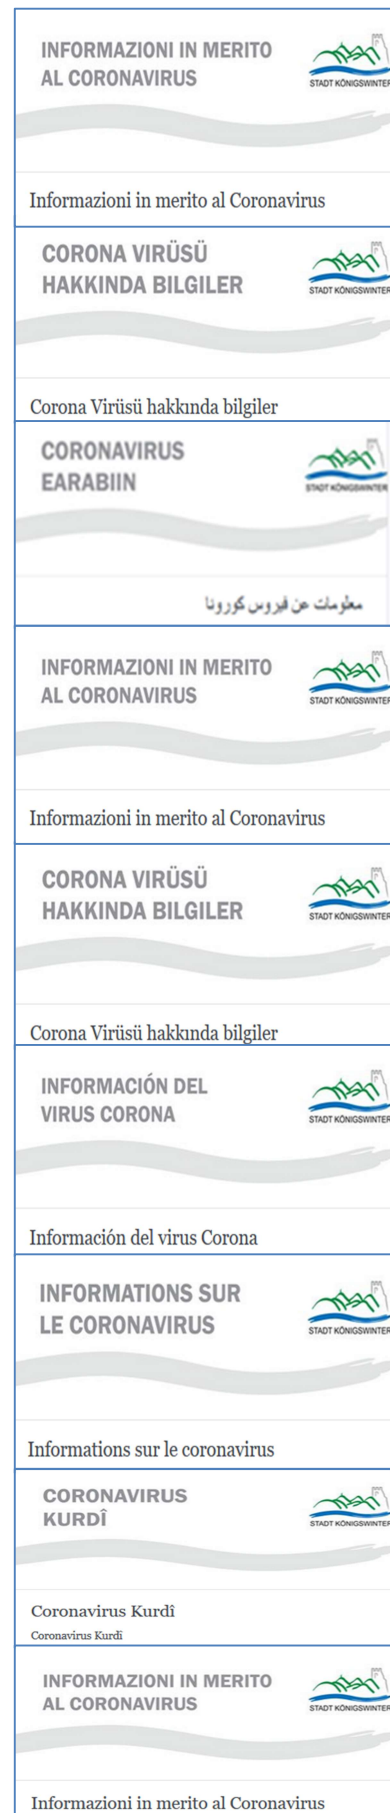 INFORMAZIONI IN MERITO
AL CORONAVIRUS
STADT KÖNIGSWINTER
Informazioni in merito al Coronavirus
CORONA VIRÜSÜ
HAKKINDA BILGILER
STADT KÖNIGSWINTER
Corona Virüsü hakkında bilgiler
CORONAVIRUS
EARABIIN
STADT KÖNIGSWINTER
معلومات عن فيروس كورونا
INFORMAZIONI IN MERITO
AL CORONAVIRUS
STADT KÖNIGSWINTER
Informazioni in merito al Coronavirus
CORONA VIRÜSÜ
HAKKINDA BILGILER
STADT KÖNIGSWINTER
Corona Virüsü hakkında bilgiler
INFORMACIÓN DEL
VIRUS CORONA
STADT KÖNIGSWINTER
Información del virus Corona
INFORMATIONS SUR
LE CORONAVIRUS
STADT KÖNIGSWINTER
Informations sur le coronavirus
CORONAVIRUS
KURDÎ
STADT KÖNIGSWINTER
Coronavirus Kurdî
Coronavirus Kurdî
INFORMAZIONI IN MERITO
AL CORONAVIRUS
STADT KÖNIGSWINTER
Informazioni in merito al Coronavirus